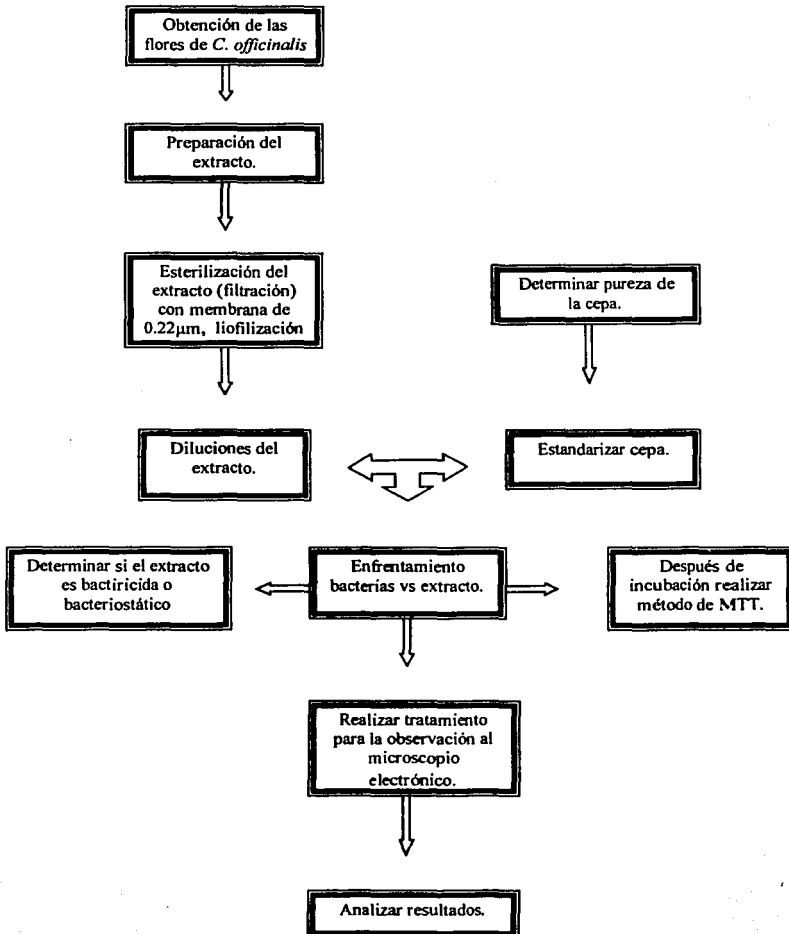 Obtención de las
flores de C. officinalis
Preparación del
extracto.
Esterilización del
extracto (filtración)
con membrana de
0.22µm, liofilización
Determinar pureza de
la cepa.
Diluciones del
extracto.
Estandarizar cepa.
Determinar si el extracto
es bactiricida o
bacteriostático
Enfrentamiento
bacterias vs extracto.
Después de
incubación realizar
método de MTT.
Realizar tratamiento
para la observación al
microscopio
electrónico.
Analizar resultados.